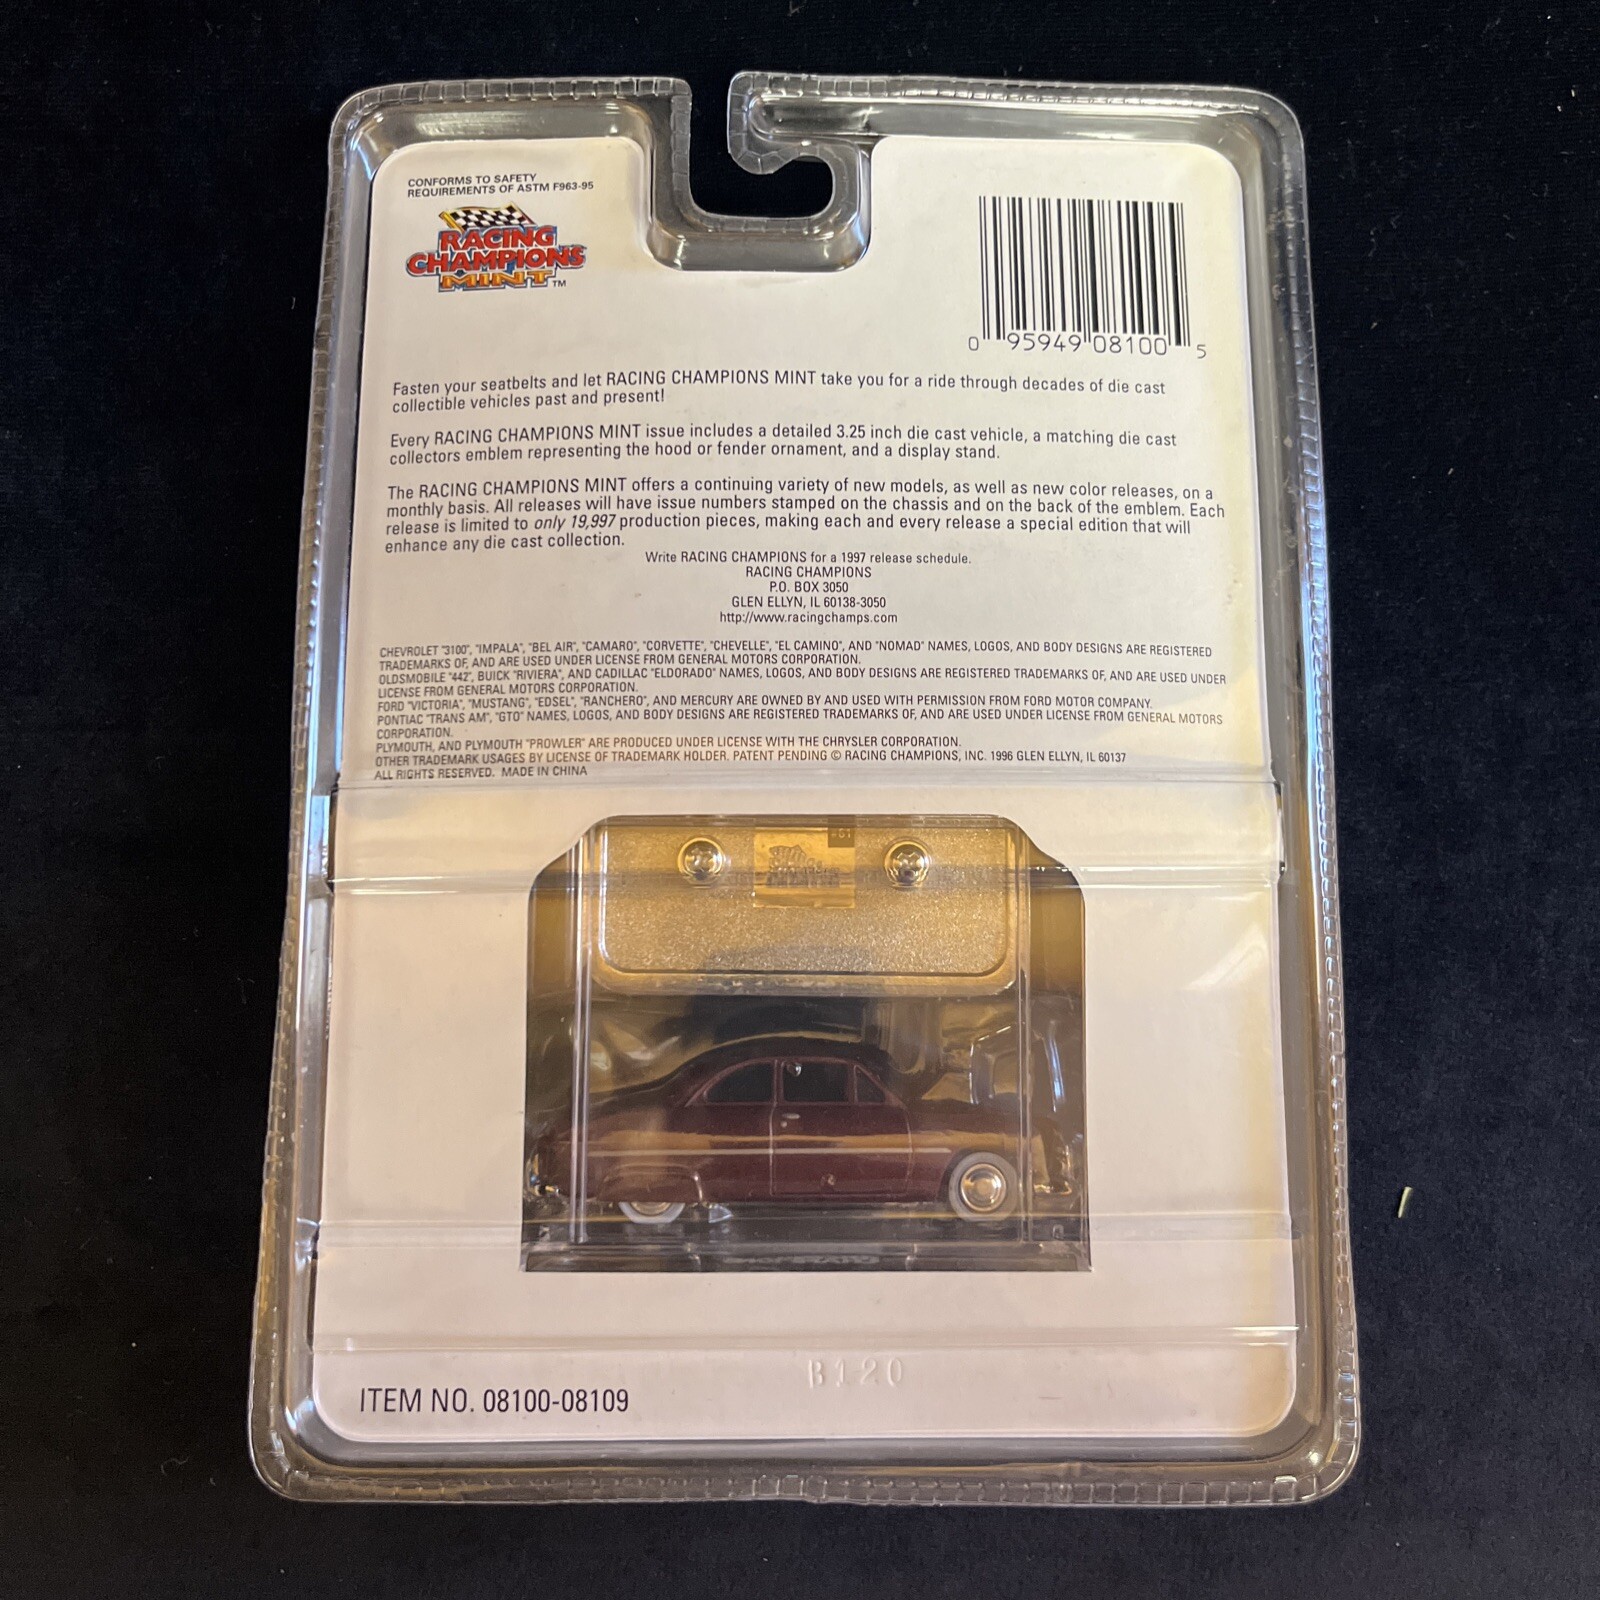 CONFORMS TO SAFETY
REQUIREMENTS OF ASTM F963-95
RACING
CHAMPIONS
MINT™
0 95949 08100 5
Fasten your seatbelts and let RACING CHAMPIONS MINT take you for a ride through decades of die cast
collectible vehicles past and present!
Every RACING CHAMPIONS MINT issue includes a detailed 3.25 inch die cast vehicle, a matching die cast
collectors emblem representing the hood or fender ornament, and a display stand.
The RACING CHAMPIONS MINT offers a continuing variety of new models, as well as new color releases, on a
monthly basis. All releases will have issue numbers stamped on the chassis and on the back of the emblem. Each
release is limited to only 19,997 production pieces, making each and every release a special edition that will
enhance any die cast collection.
Write RACING CHAMPIONS for a 1997 release schedule.
RACING CHAMPIONS
P.O. BOX 3050
GLEN ELLYN, IL 60138-3050
http://www.racingchamps.com
CHEVROLET "3100", "IMPALA", "BEL AIR", "CAMARO", "CORVETTE", "CHEVELLE", "EL CAMINO", AND "NOMAD" NAMES, LOGOS, AND BODY DESIGNS ARE REGISTERED
TRADEMARKS OF, AND ARE USED UNDER LICENSE FROM GENERAL MOTORS CORPORATION.
OLDSMOBILE "442", BUICK "RIVIERA", AND CADILLAC "ELDORADO" NAMES, LOGOS, AND BODY DESIGNS ARE REGISTERED TRADEMARKS OF, AND ARE USED UNDER
LICENSE FROM GENERAL MOTORS CORPORATION.
FORD "VICTORIA", "MUSTANG", "EDSEL", "RANCHERO", AND MERCURY ARE OWNED BY AND USED WITH PERMISSION FROM FORD MOTOR COMPANY.
PONTIAC "TRANS AM", "GTO" NAMES, LOGOS, AND BODY DESIGNS ARE REGISTERED TRADEMARKS OF, AND ARE USED UNDER LICENSE FROM GENERAL MOTORS
CORPORATION.
PLYMOUTH, AND PLYMOUTH "PROWLER" ARE PRODUCED UNDER LICENSE WITH THE CHRYSLER CORPORATION.
OTHER TRADEMARK USAGES BY LICENSE OF TRADEMARK HOLDER. PATENT PENDING © RACING CHAMPIONS, INC. 1996 GLEN ELLYN, IL 60137
ALL RIGHTS RESERVED. MADE IN CHINA
B120
ITEM NO. 08100-08109